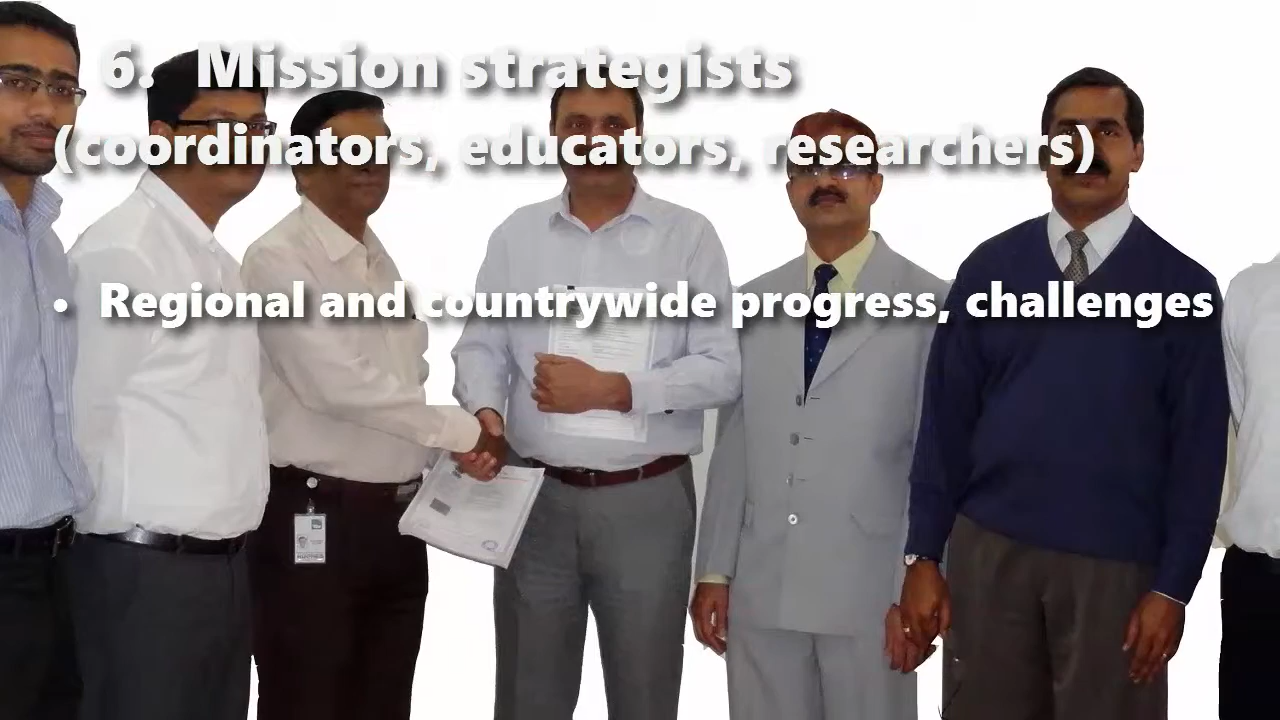 6. Mission strategists
(coordinators, educators, researchers)
• Regional and countrywide progress, challenges